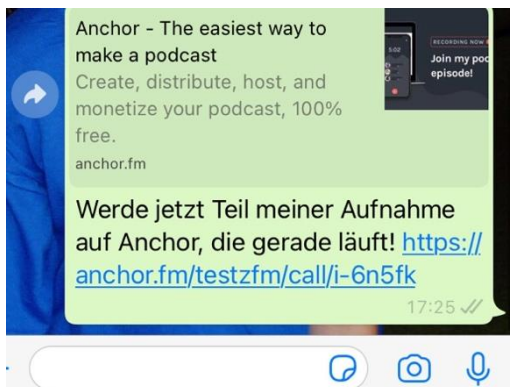 Anchor - The easiest way to
make a podcast
Create, distribute, host, and
monetize your podcast, 100%
free.
anchor.fm
5:02
RECORDING NOW
Join my
episode!
Werde jetzt Teil meiner Aufnahme
auf Anchor, die gerade läuft! https://
anchor.fm/testzfm/call/i-6n5fk
17:25